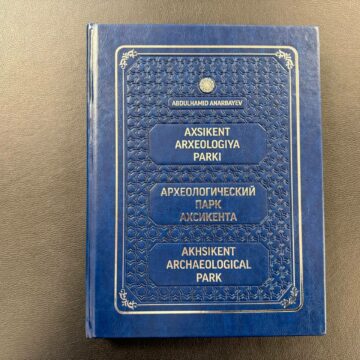 ABDULHAMID ANARBAYEV
AXSIKENT
ARXEOLOGIYA
PARKI
АРХЕОЛОГИЧЕСКИЙ
ПАРК
АХСИКЕНТА
AKHSIKENT
ARCHAEOLOGICAL
PARK